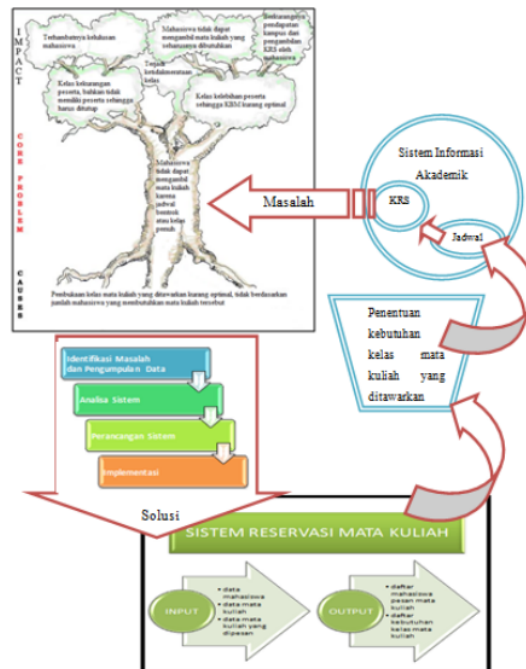 IMPACT
Terhambatnya kelulusan
mahasiswa
Mahasiswa tidak dapat
mengambil mata kuliah yang
seharusnya dibutuhkan
Berkurangnya
pendapatan
kampus dari
pengambilan
KRS oleh
mahasiswa
Terjadi
ketidakmerataan
kelas
Kelas kekurangan
peserta, bahkan tidak
memiliki peserta sehingga
harus ditutup
Kelas kelebihan peserta
sehingga KBM kurang optimal
CORE PROBLEM
Mahasiswa
tidak dapat
mengambil
mata kuliah
karena
jadwal
bentrok
atau kelas
penuh
CAUSES
Pembukaan kelas mata kuliah yang ditawarkan kurang optimal, tidak berdasarkan
jumlah mahasiswa yang membutuhkan mata kuliah tersebut
Masalah
Sistem Informasi
Akademik
KRS
Jadwal
Penentuan
kebutuhan
kelas mata
kuliah yang
ditawarkan
Identifikasi Masalah
dan Pengumpulan Data
Analisa Sistem
Perancangan Sistem
Implementasi
Solusi
SISTEM RESERVASI MATA KULIAH
INPUT
• data
mahasiswa
• data mata
kuliah
• data mata
kuliah yang
dipesan
OUTPUT
• daftar
mahasiswa
pesan mata
kuliah
• daftar
kebutuhan
kelas mata
kuliah